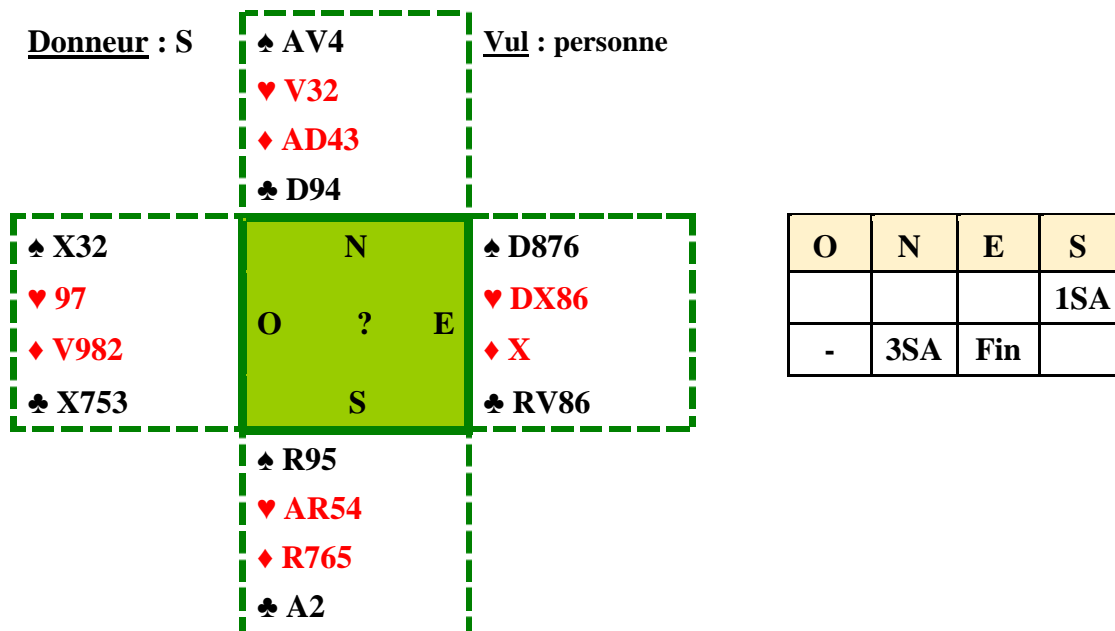 Donneur : S
♠ AV4
Vul : personne
♥ V32
♦ AD43
♣ D94
♠ X32
N
♠ D876
♥ 97
♥ DX86
O ? E
♦ V982
♦ X
♣ X753
S
♣ RV86
O N E S
1SA
- 3SA Fin
♠ R95
♥ AR54
♦ R765
♣ A2